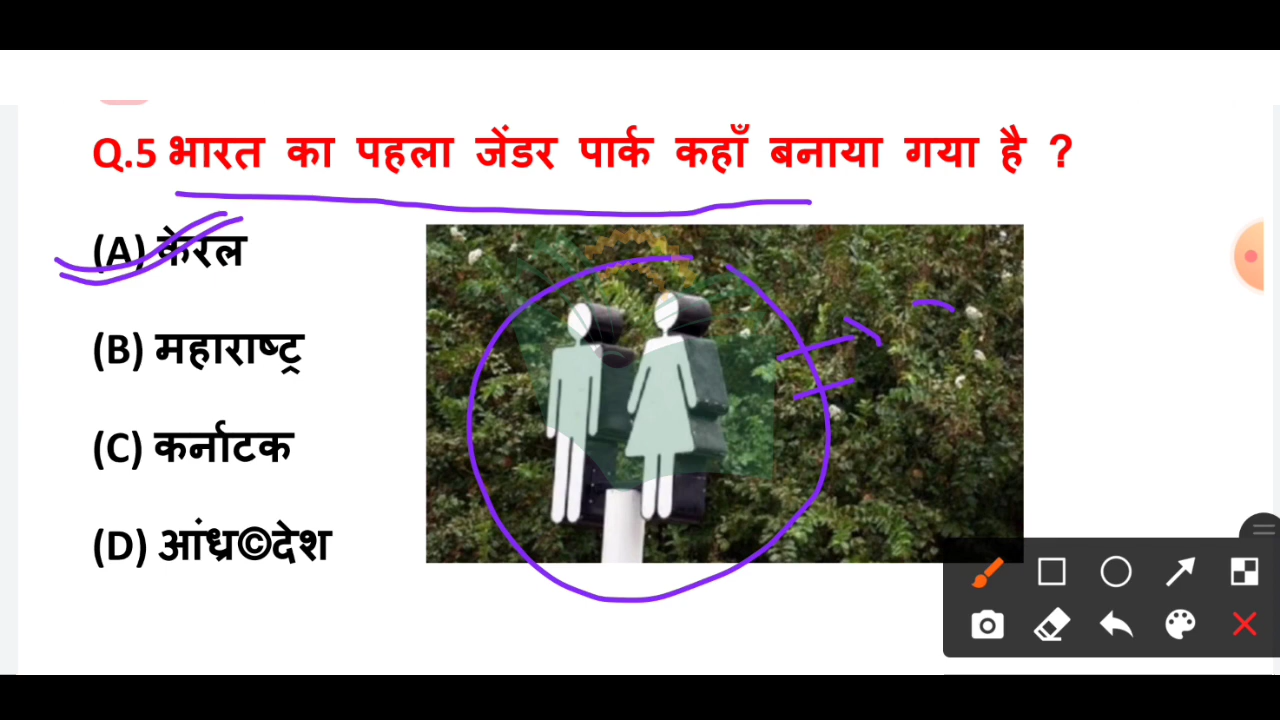 Q.5 भारत का पहला जेंडर पार्क कहाँ बनाया गया है ?
(A) केरल
(B) महाराष्ट्र
(C) कर्नाटक
(D) आंध्र©देश